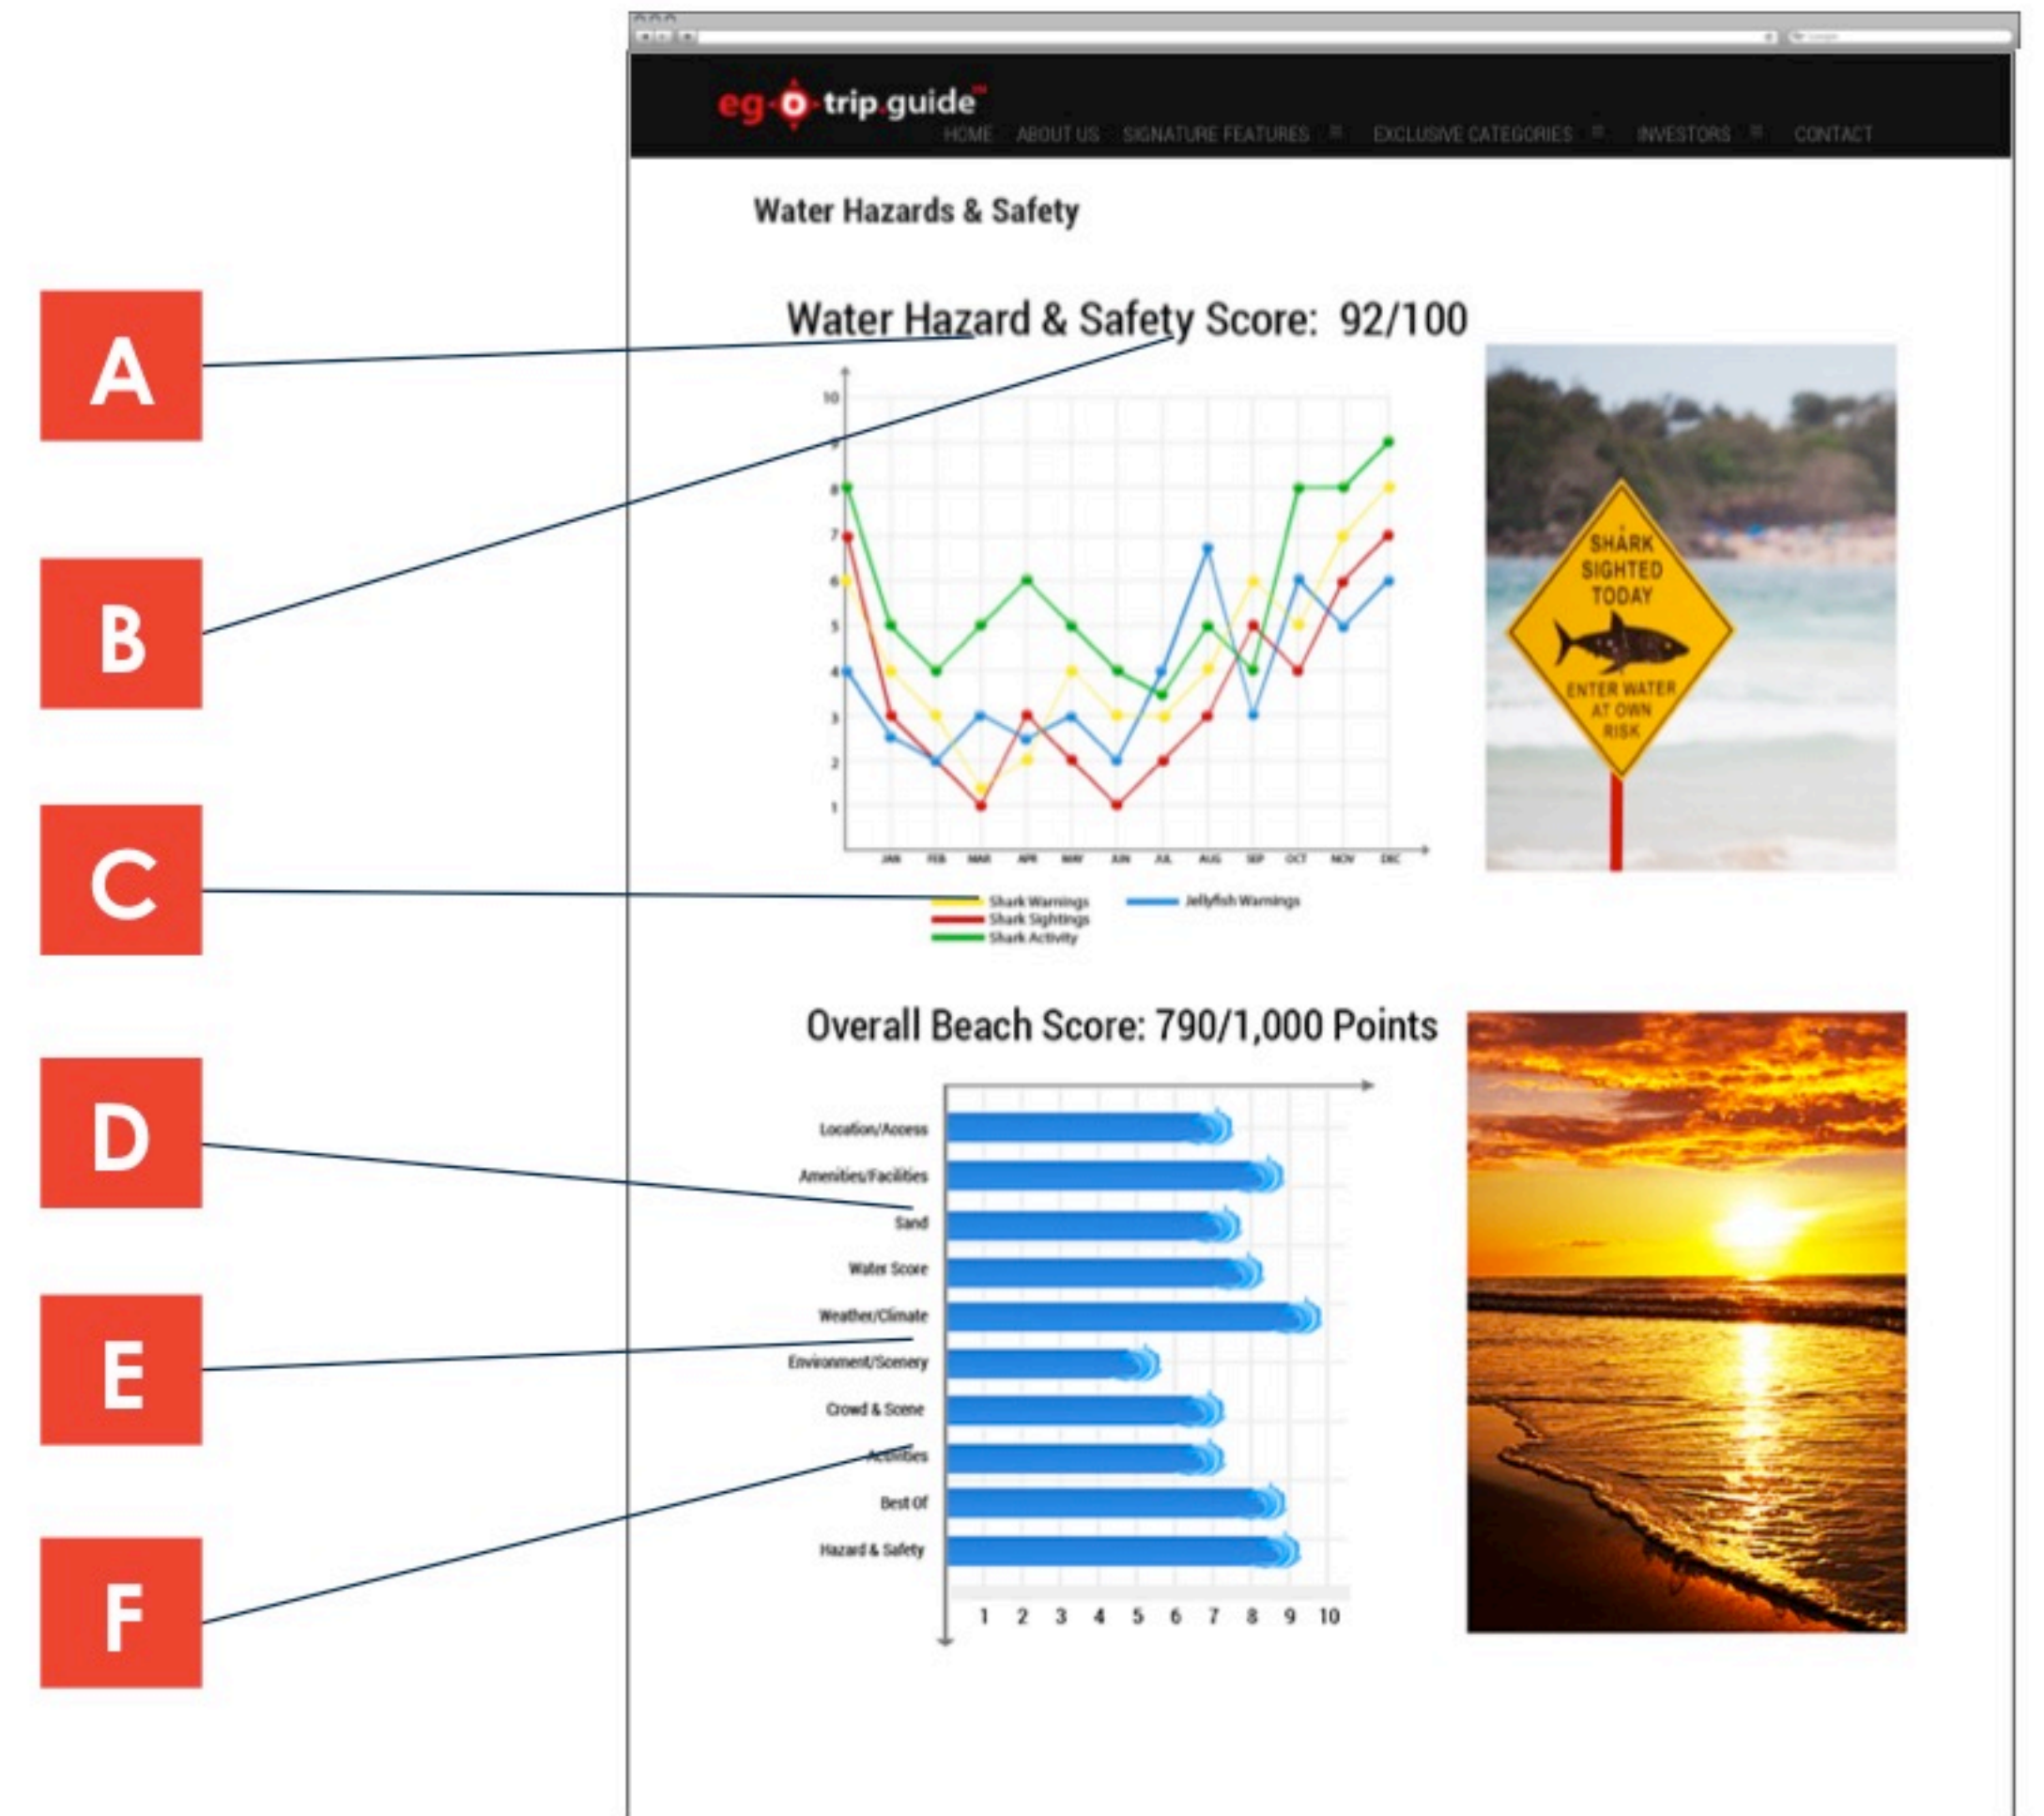 Google
eg-o-trip.guide™
HOME ABOUT US SIGNATURE FEATURES EXCLUSIVE CATEGORIES INVESTORS CONTACT
Water Hazards & Safety
A
B
C
D
E
F
Water Hazard & Safety Score: 92/100
10
9
8
7
6
5
4
3
2
1
JAN FEB MAR APR MAY JUN JUL AUG SEP OCT NOV DEC
Shark Warnings
Shark Sightings
Shark Activity
Jellyfish Warnings
SHARK
SIGHTED
TODAY
ENTER WATER
AT OWN
RISK
Overall Beach Score: 790/1,000 Points
Location/Access
Amenities/Facilities
Sand
Water Score
Weather/Climate
Environment/Scenery
Crowd & Scene
Activities
Best Of
Hazard & Safety
1 2 3 4 5 6 7 8 9 10